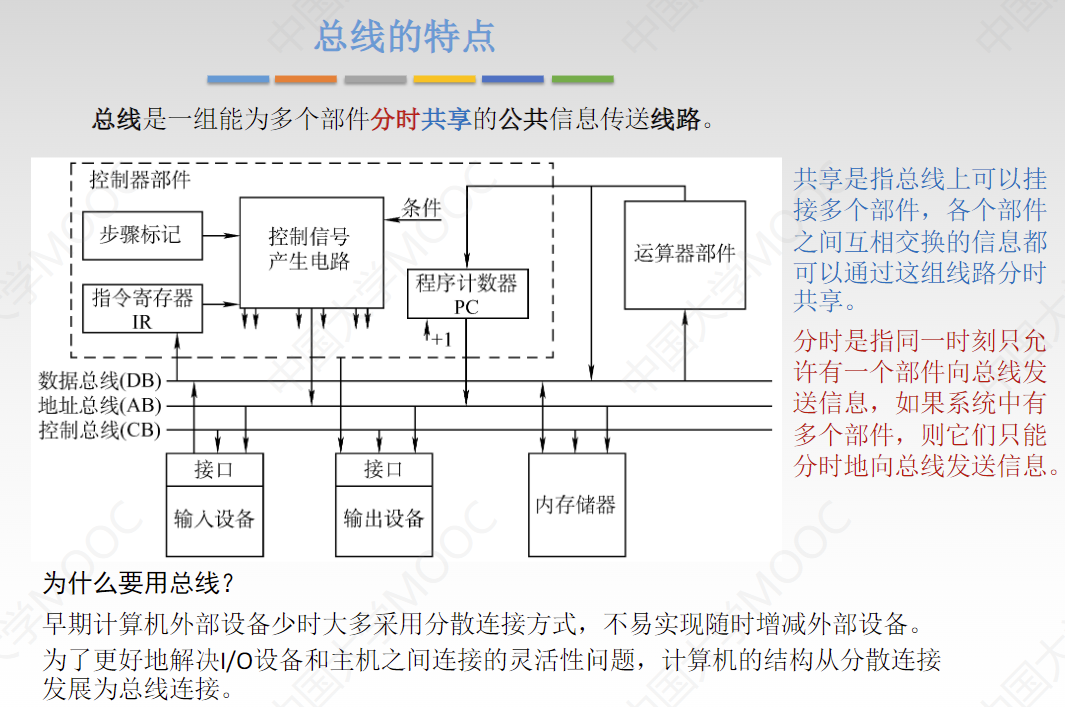 总线的特点
总线是一组能为多个部件分时共享的公共信息传送线路。
控制器部件
步骤标记
控制信号
产生电路
条件
指令寄存器
IR
程序计数器
PC
+1
运算器部件
数据总线(DB)
地址总线(AB)
控制总线(CB)
接口
输入设备
接口
输出设备
内存储器
共享是指总线上可以挂
接多个部件，各个部件
之间互相交换的信息都
可以通过这组线路分时
共享。
分时是指同一时刻只允
许有一个部件向总线发
送信息，如果系统中有
多个部件，则它们只能
分时地向总线发送信息。
为什么要用总线？
早期计算机外部设备少时大多采用分散连接方式，不易实现随时增减外部设备。
为了更好地解决I/O设备和主机之间连接的灵活性问题，计算机的结构从分散连接
发展为总线连接。
中国大学MOOC